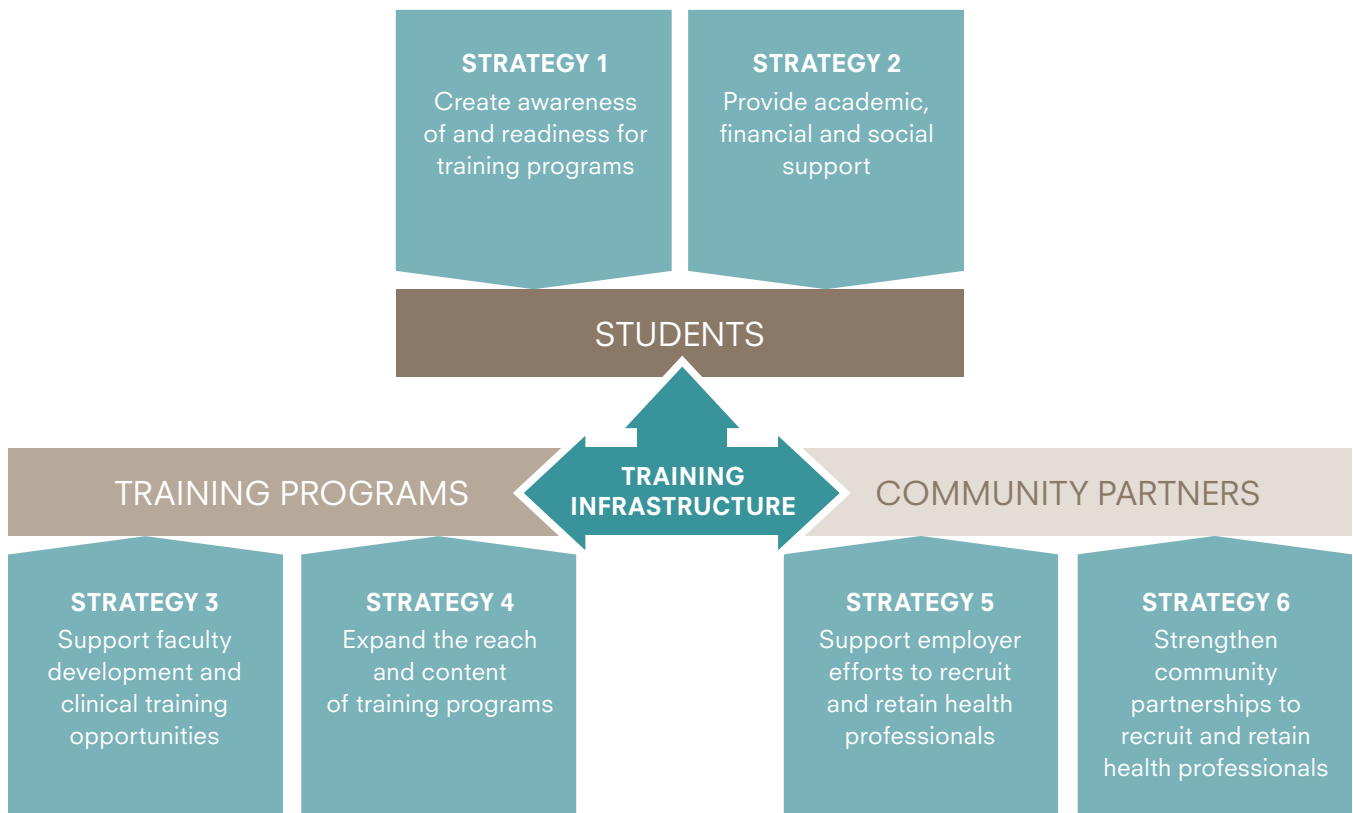 STRATEGY 1
Create awareness
of and readiness for
training programs
STRATEGY 2
Provide academic,
financial and social
support
STUDENTS
TRAINING PROGRAMS
TRAINING
INFRASTRUCTURE
COMMUNITY PARTNERS
STRATEGY 3
Support faculty
development and
clinical training
opportunities
STRATEGY 4
Expand the reach
and content
of training programs
STRATEGY 5
Support employer
efforts to recruit
and retain health
professionals
STRATEGY 6
Strengthen
community
partnerships to
recruit and retain
health professionals